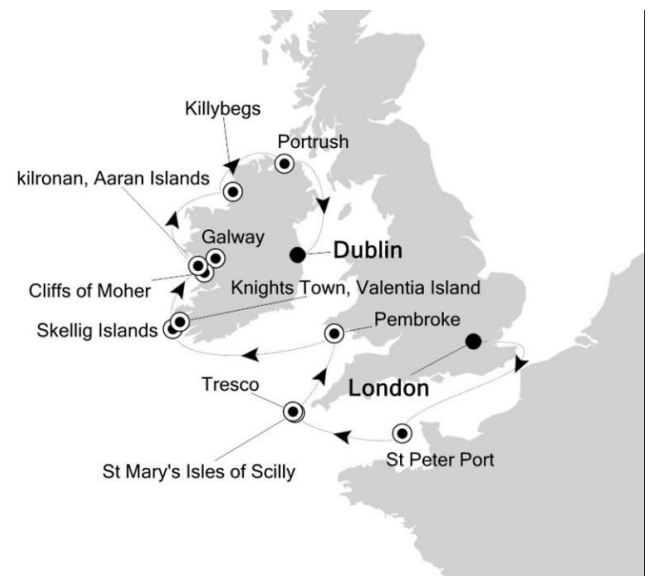 Killybegs
Portrush
kilronan, Aaran Islands
Galway
Dublin
Cliffs of Moher
Knights Town, Valentia Island
Skellig Islands
Pembroke
Tresco
London
St Mary's Isles of Scilly
St Peter Port